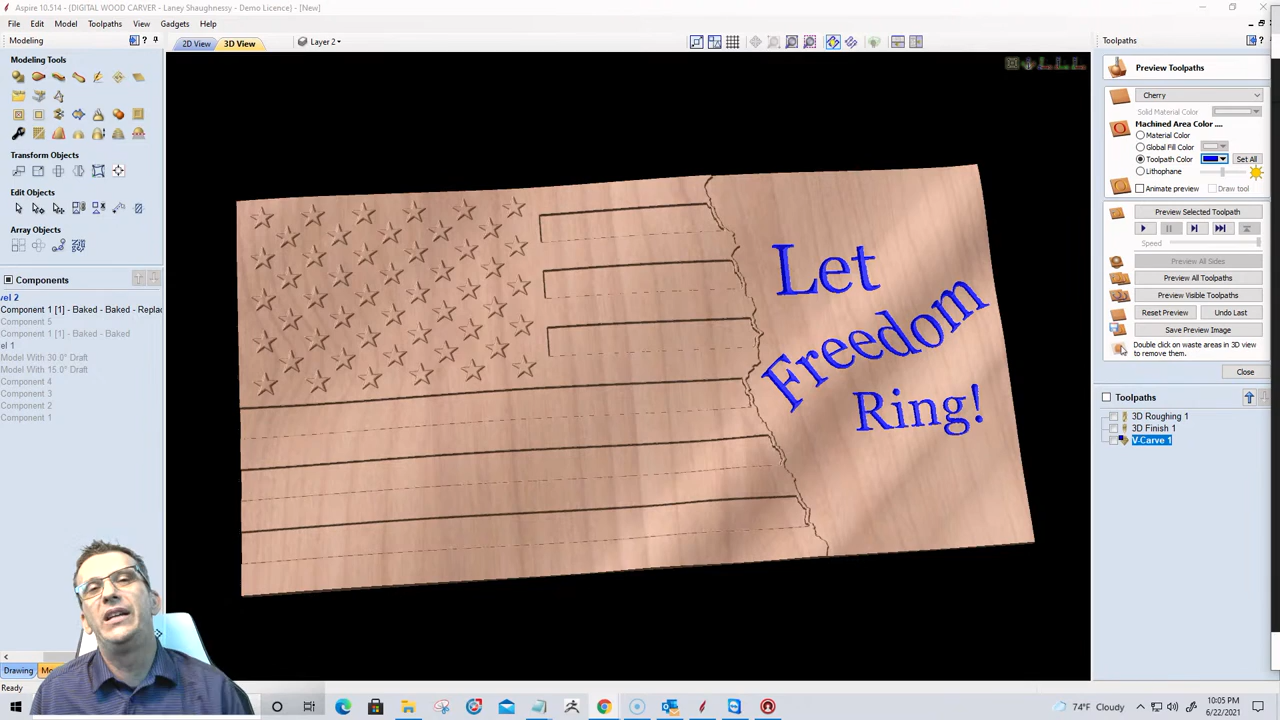 Aspire 10.514 - (DIGITAL WOOD CARVER - Laney Shaughnessy - Demo Licence) - [New]
File Edit Model Toolpaths View Gadgets Help
Modeling
2D View 3D View Layer 2
Toolpaths
Modeling Tools
Transform Objects
Edit Objects
Array Objects
Components
vel 2
Component 1 [1] - Baked - Baked - Replac
Component 5
Component 1 [1] - Baked - Baked
el 1
Model With 30.0° Draft
Model With 15.0° Draft
Component 4
Component 3
Component 2
Component 1
Drawing
Ready
Let
Freedom
Ring!
Preview Toolpaths
Cherry
Solid Material Color
Machined Area Color ....
Material Color
Global Fill Color
Toolpath Color Set All
Lithophane
Animate preview Draw tool
Preview Selected Toolpath
Speed
Preview All Sides
Preview All Toolpaths
Preview Visible Toolpaths
Reset Preview Undo Last
Save Preview Image
Double click on waste areas in 3D view
to remove them.
Close
Toolpaths
3D Roughing 1
3D Finish 1
V-Carve 1
74°F Cloudy
10:05 PM
6/22/2021